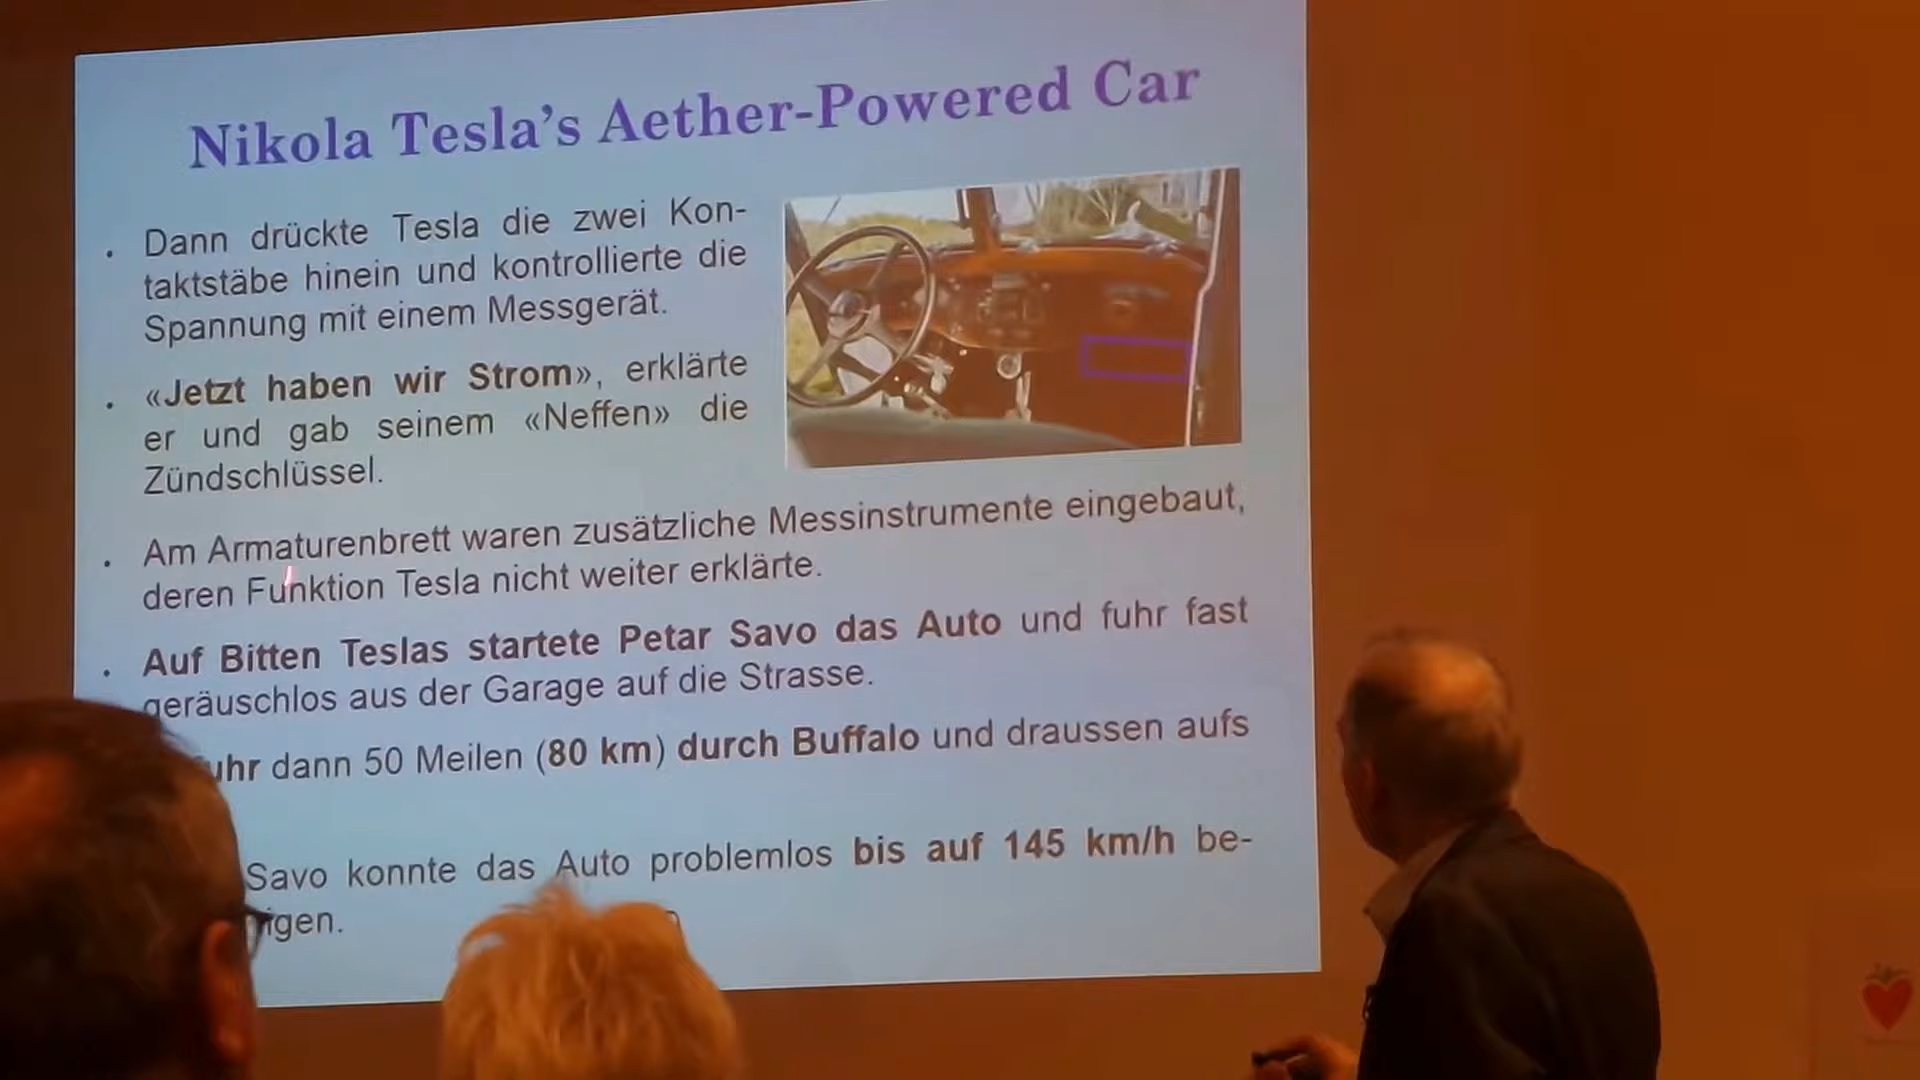 Nikola Tesla's Aether-Powered Car
• Dann drückte Tesla die zwei Kon-
taktstäbe hinein und kontrollierte die
Spannung mit einem Messgerät.
• «Jetzt haben wir Strom», erklärte
er und gab seinem «Neffen» die
Zündschlüssel.
• Am Armaturenbrett waren zusätzliche Messinstrumente eingebaut,
deren Funktion Tesla nicht weiter erklärte.
• Auf Bitten Teslas startete Petar Savo das Auto und fuhr fast
geräuschlos aus der Garage auf die Strasse.
dann 50 Meilen (80 km) durch Buffalo und draussen aufs
Savo konnte das Auto problemlos bis auf 145 km/h be-